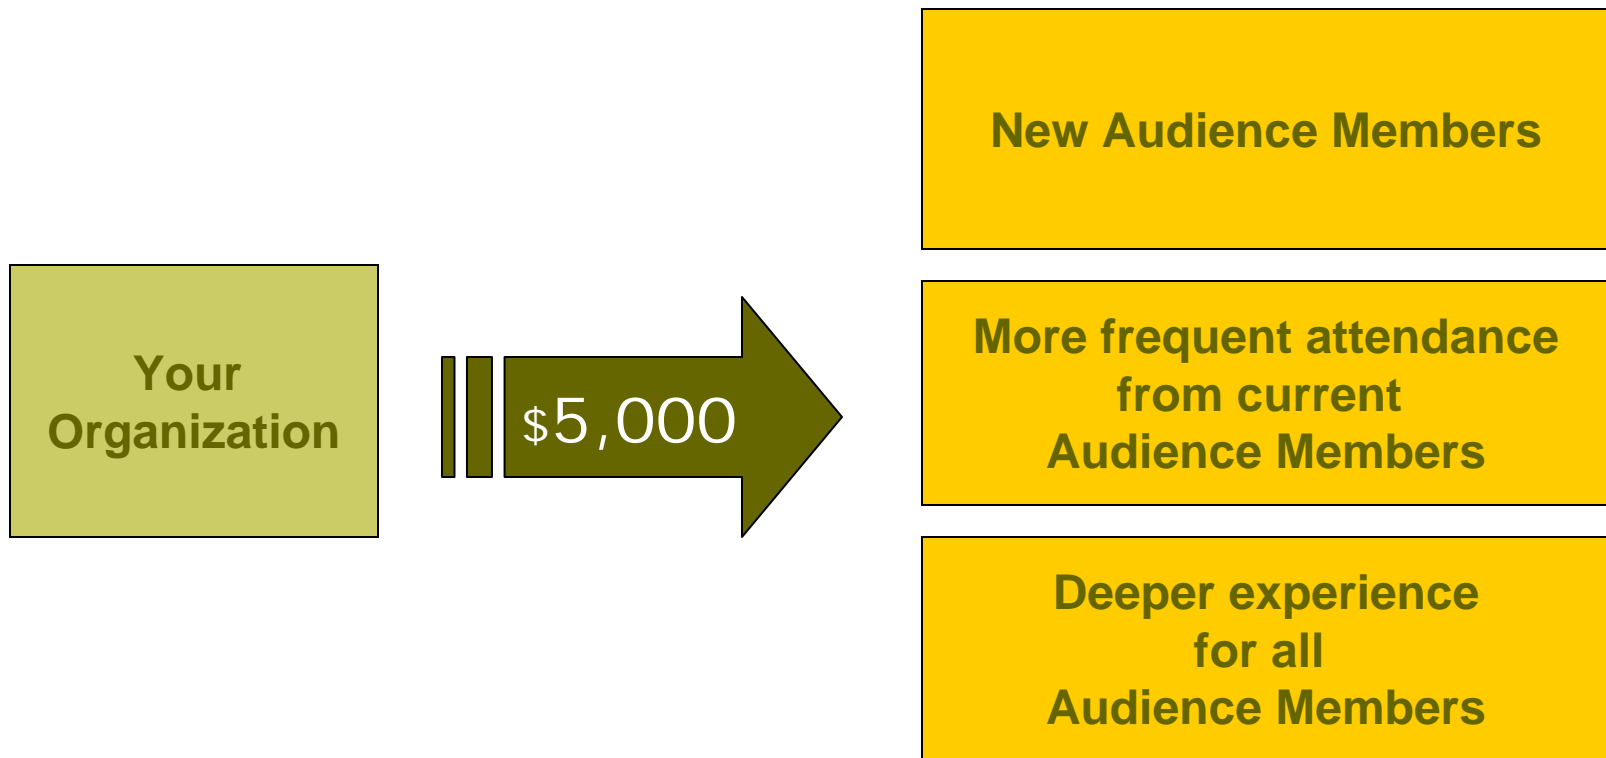 Your
Organization
$5,000
New Audience Members
More frequent attendance
from current
Audience Members
Deeper experience
for all
Audience Members